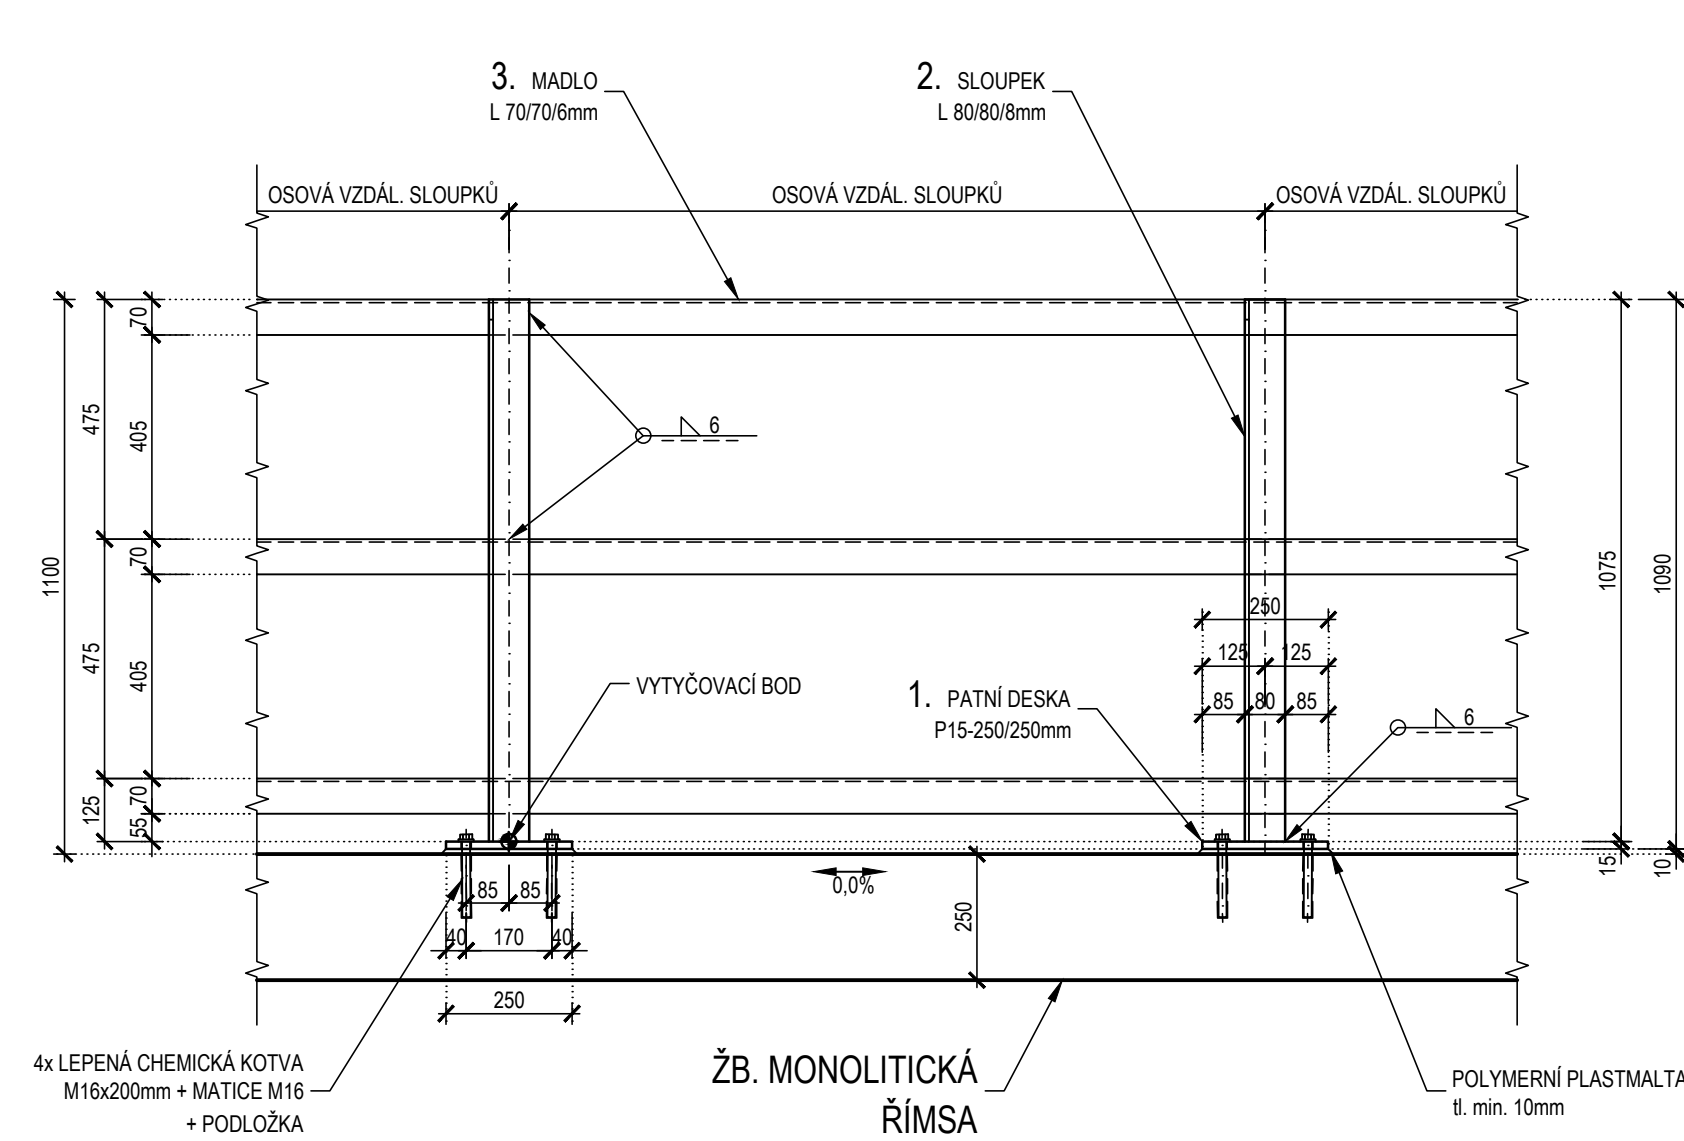 3. MADLO
L 70/70/6mm
2. SLOUPEK
L 80/80/8mm
OSOVÁ VZDÁL. SLOUPKŮ
OSOVÁ VZDÁL. SLOUPKŮ
OSOVÁ VZDÁL. SLOUPKŮ
70
475
405
6
70
1100
1075
1090
250
475
405
125 125
VYTYČOVACÍ BOD
1. PATNÍ DESKA
P15-250/250mm
85 80 85
6
125
70
55
15
10
0,0%
85 85
250
40 170 40
250
4x LEPENÁ CHEMICKÁ KOTVA
M16x200mm + MATICE M16
+ PODLOŽKA
ŽB. MONOLITICKÁ
ŘÍMSA
POLYMERNÍ PLASTMALTA
tl. min. 10mm